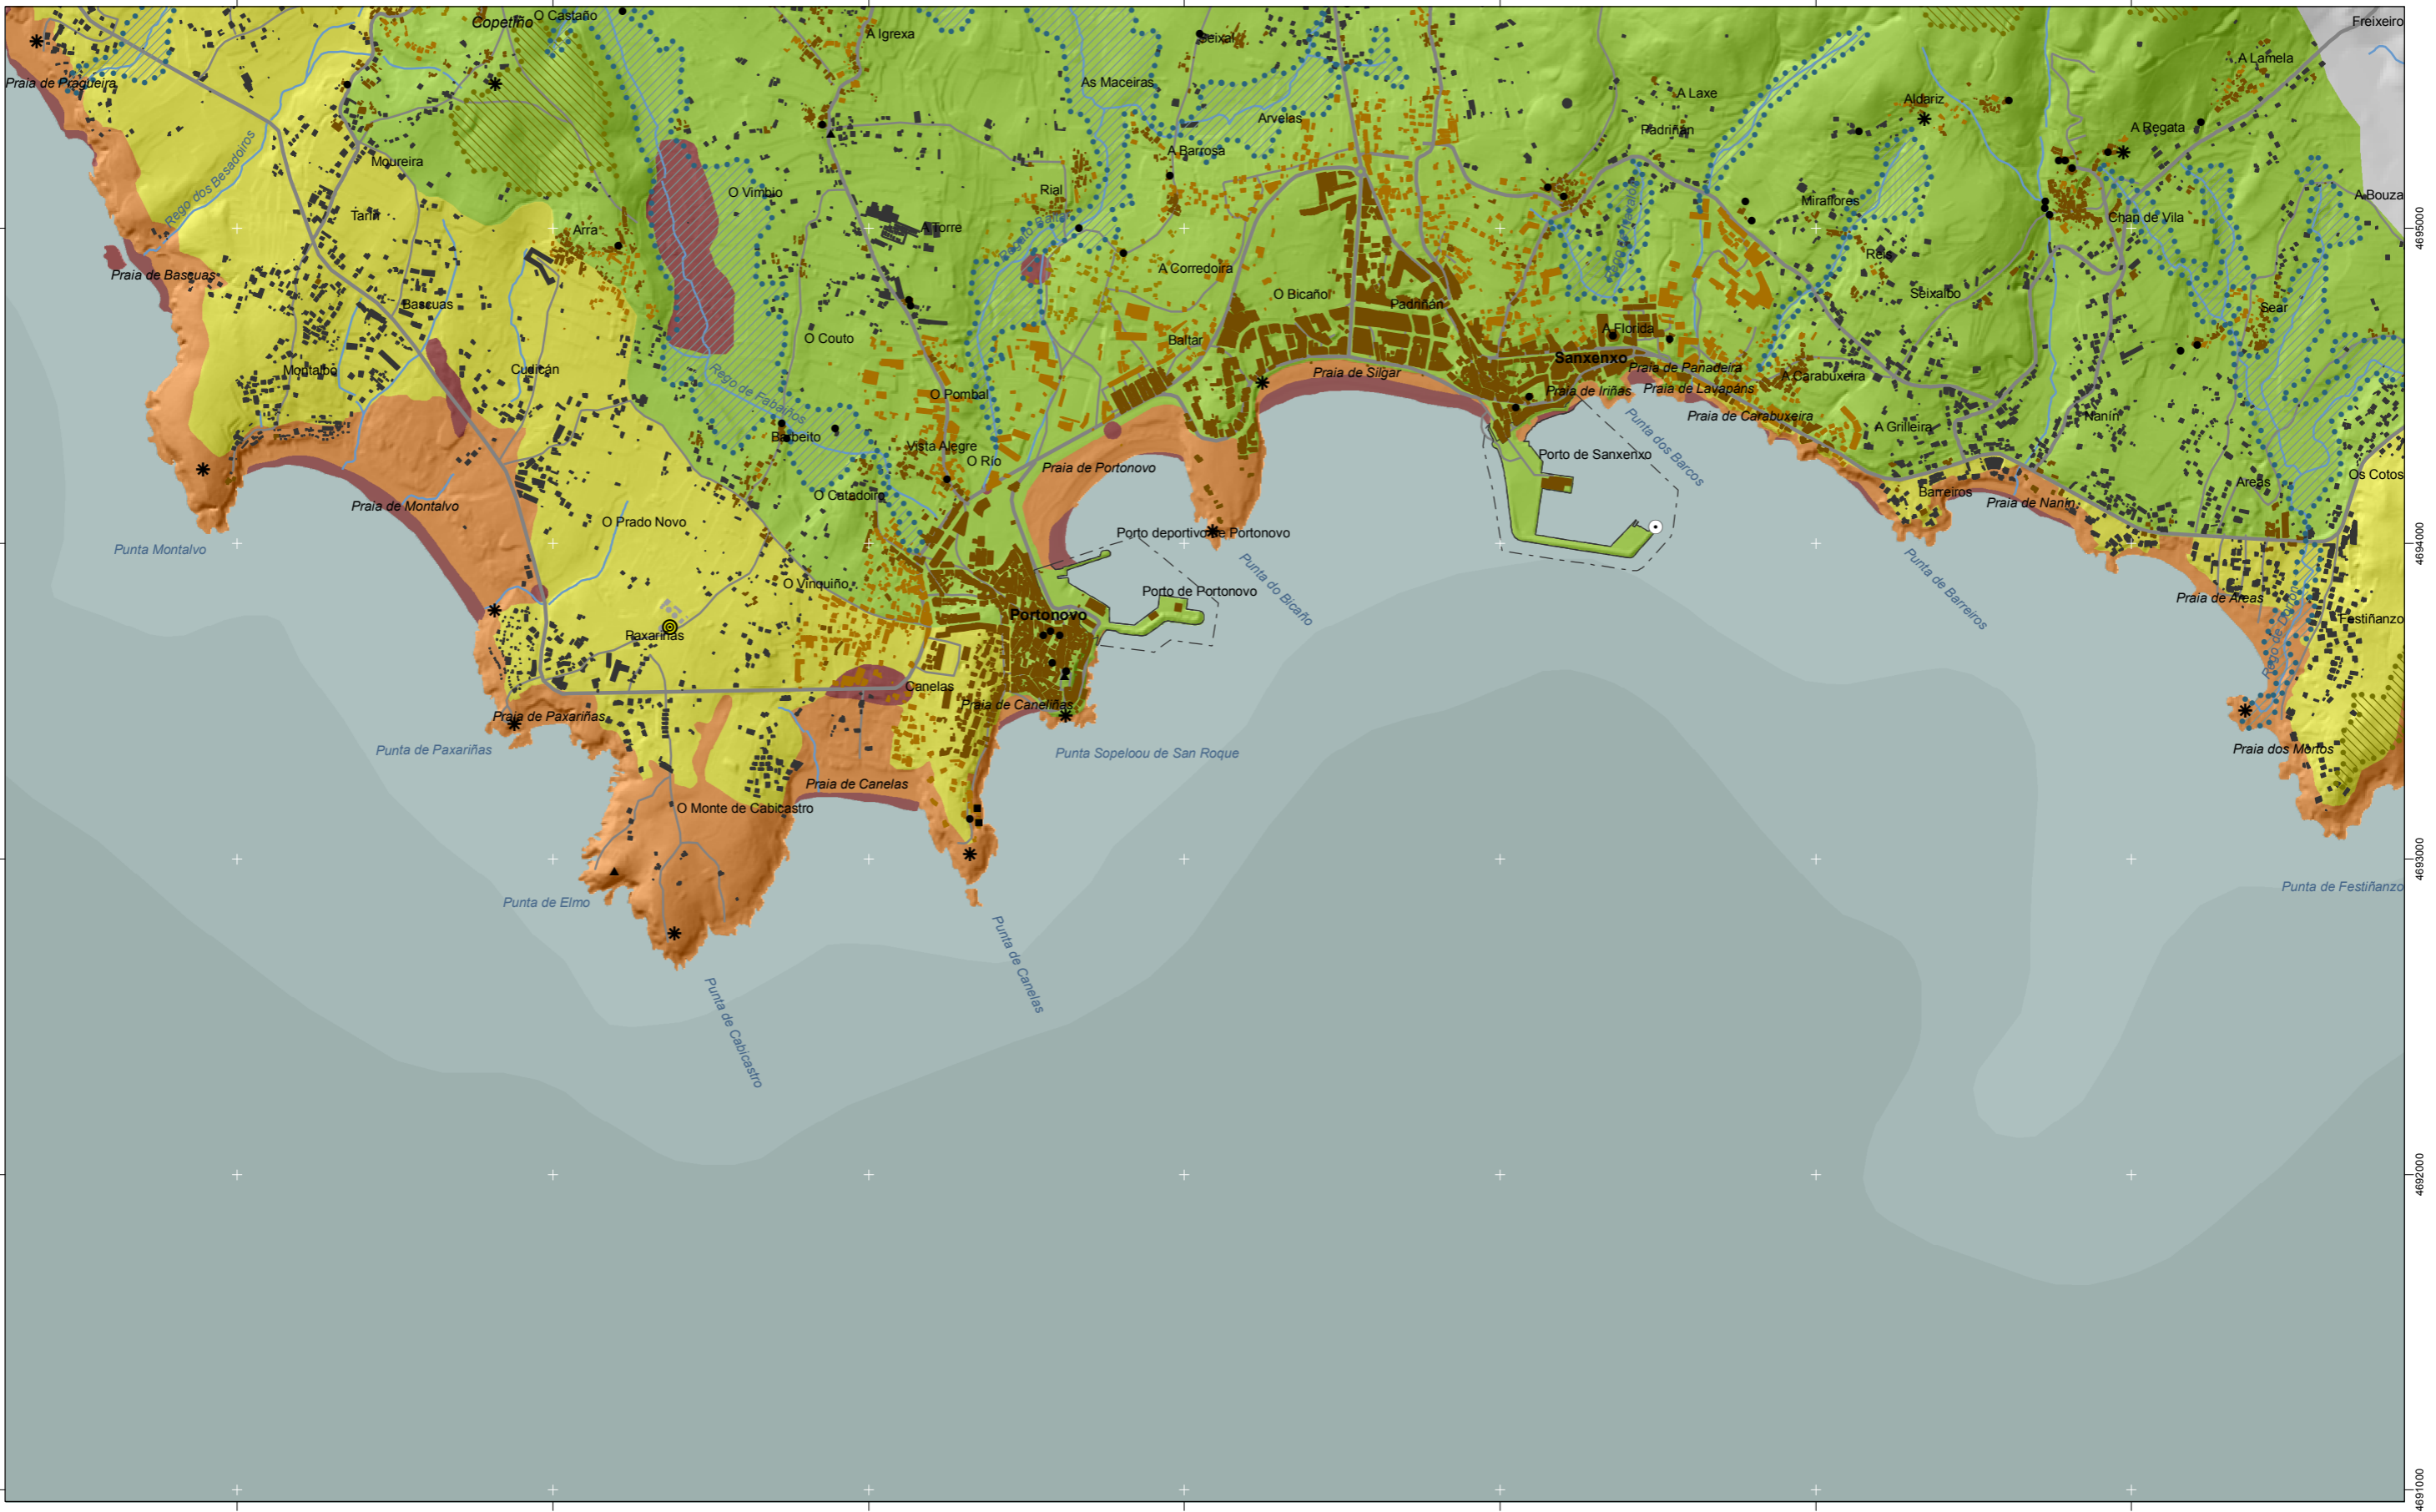 Copetiño
O Castaño
A Igrexa
Seixal
Freixeiro
Praia de Pragueira
As Maceiras
A Laxe
A Lamela
Aldariz
Arvelas
Padriñán
A Regata
Rego dos Besadoiros
Moureira
A Barrosa
O Vimbio
Rial
Miraflores
A Bouza
Tarín
Arra
A Torre
Chan de Vila
4695000
Praia de Bascuas
A Corredoira
Reis
Bascuas
O Bicaño
Padriñán
Seixalbo
Sear
O Couto
Baltar
A Florida
Sanxenxo
Montalbo
Cudicán
Rego de Fabaíños
Praia de Silgar
Praia de Panadeira
A Carabuxeira
O Pombal
Praia de Iriñas
Praia de Lavapáns
Praia de Carabuxeira
Nanín
Barbeito
Vista Alegre
O Río
A Grilleira
Praia de Portonovo
Porto de Sanxenxo
Punta dos Barcos
Os Cotos
Praia de Montalvo
O Catadoiro
Barreiros
Praia de Nanín
Areas
O Prado Novo
Punta Montalvo
Porto deportivo de Portonovo
4694000
O Vinquiño
Porto de Portonovo
Punta do Bicaño
Punta de Barreiros
Praia de Areas
Portonovo
Festiñanzo
Paxariñas
Canelas
Praia de Caneliñas
Praia de Paxariñas
Punta de Paxariñas
Punta Sopeloou de San Roque
Praia dos Mortos
Praia de Canelas
O Monte de Cabicastro
4693000
Punta de Elmo
Punta de Festiñanzo
Punta de Canelas
Punta de Cabicastro
4692000
4691000